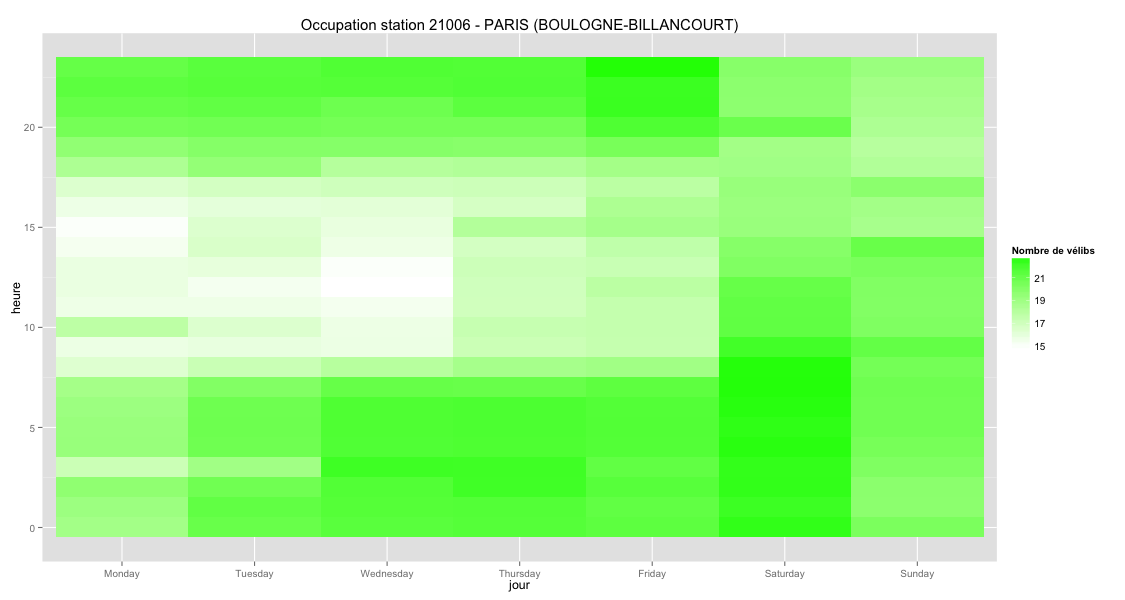 Occupation station 21006 - PARIS (BOULOGNE-BILLANCOURT)
heure
20
15
10
5
0
Monday Tuesday Wednesday Thursday Friday Saturday Sunday
jour
Nombre de vélibs
21
19
17
15